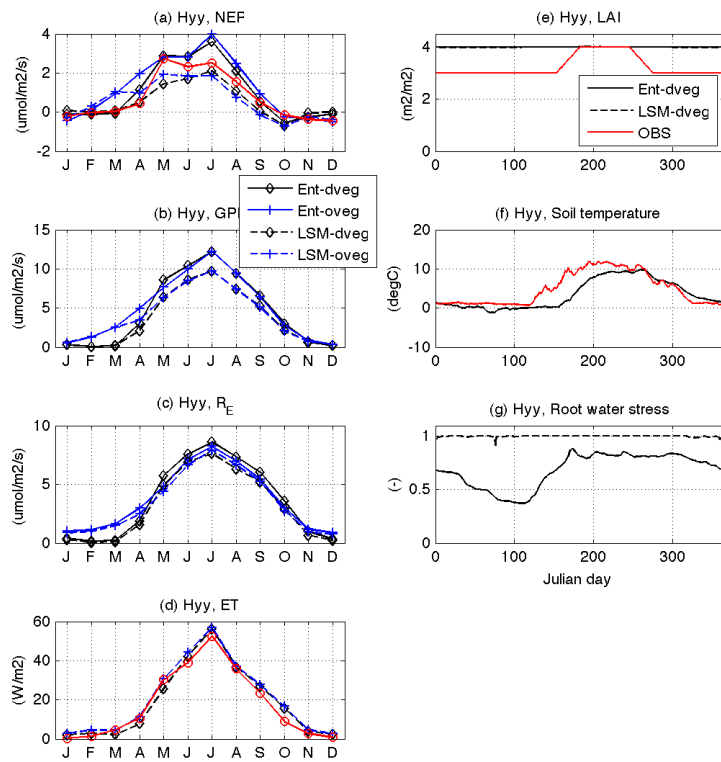 (a) Hyy, NEP
(umol/m2/s)
4
2
0
-2
J F M A M J J A S O N D
Ent-dveg
Ent-oveg
LSM-dveg
LSM-oveg
(b) Hyy, GP
(umol/m2/s)
15
10
5
0
J F M A M J J A S O N D
(c) Hyy, R_E
(umol/m2/s)
10
5
0
J F M A M J J A S O N D
(d) Hyy, ET
(W/m2)
60
40
20
0
J F M A M J J A S O N D
(e) Hyy, LAI
(m2/m2)
4
2
0
0 100 200 300
Ent-dveg
LSM-dveg
OBS
(f) Hyy, Soil temperature
(degC)
20
10
0
-10
0 100 200 300
(g) Hyy, Root water stress
(-)
1
0.5
0
0 100 200 300
Julian day